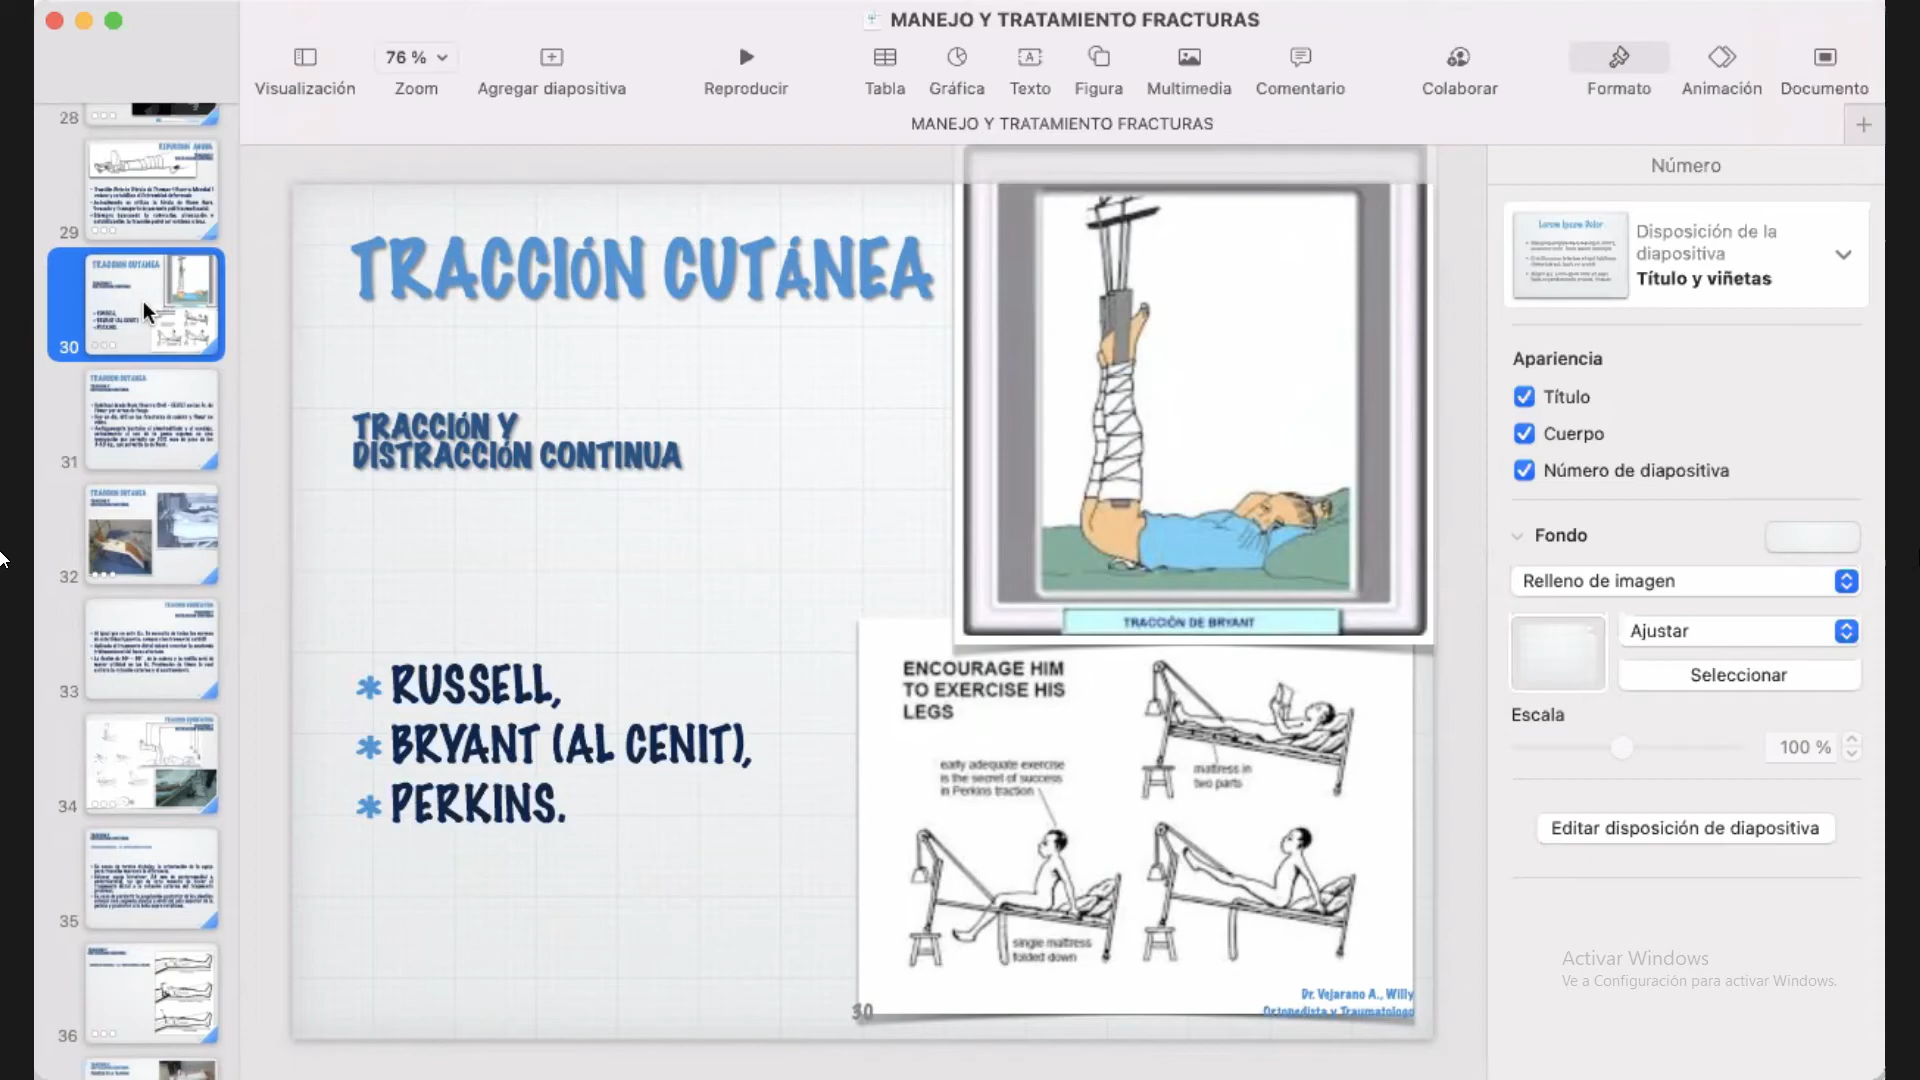 MANEJO Y TRATAMIENTO FRACTURAS
76 %
Visualización
Zoom
Agregar diapositiva
Reproducir
Tabla
Gráfica
Texto
Figura
Multimedia
Comentario
Colaborar
Formato
Animación
Documento
MANEJO Y TRATAMIENTO FRACTURAS
28
29
30
31
32
33
34
35
36
TRACCIÓN CUTÁNEA
TRACCIÓN Y
DISTRACCIÓN CONTINUA
* RUSSELL,
* BRYANT (AL CENIT),
* PERKINS.
TRACCIÓN DE BRYANT
ENCOURAGE HIM
TO EXERCISE HIS
LEGS
early adequate exercise
is the secret of success
in Perkins traction
mattress in
two parts
single mattress
folded down
Dr. Vejarano A., Willy
Ortopedista y Traumatologo
30
Número
Lorem Ipsum Dolor
Disposición de la
diapositiva
Título y viñetas
Apariencia
Título
Cuerpo
Número de diapositiva
Fondo
Relleno de imagen
Ajustar
Seleccionar
Escala
100 %
Editar disposición de diapositiva
Activar Windows
Ve a Configuración para activar Windows.